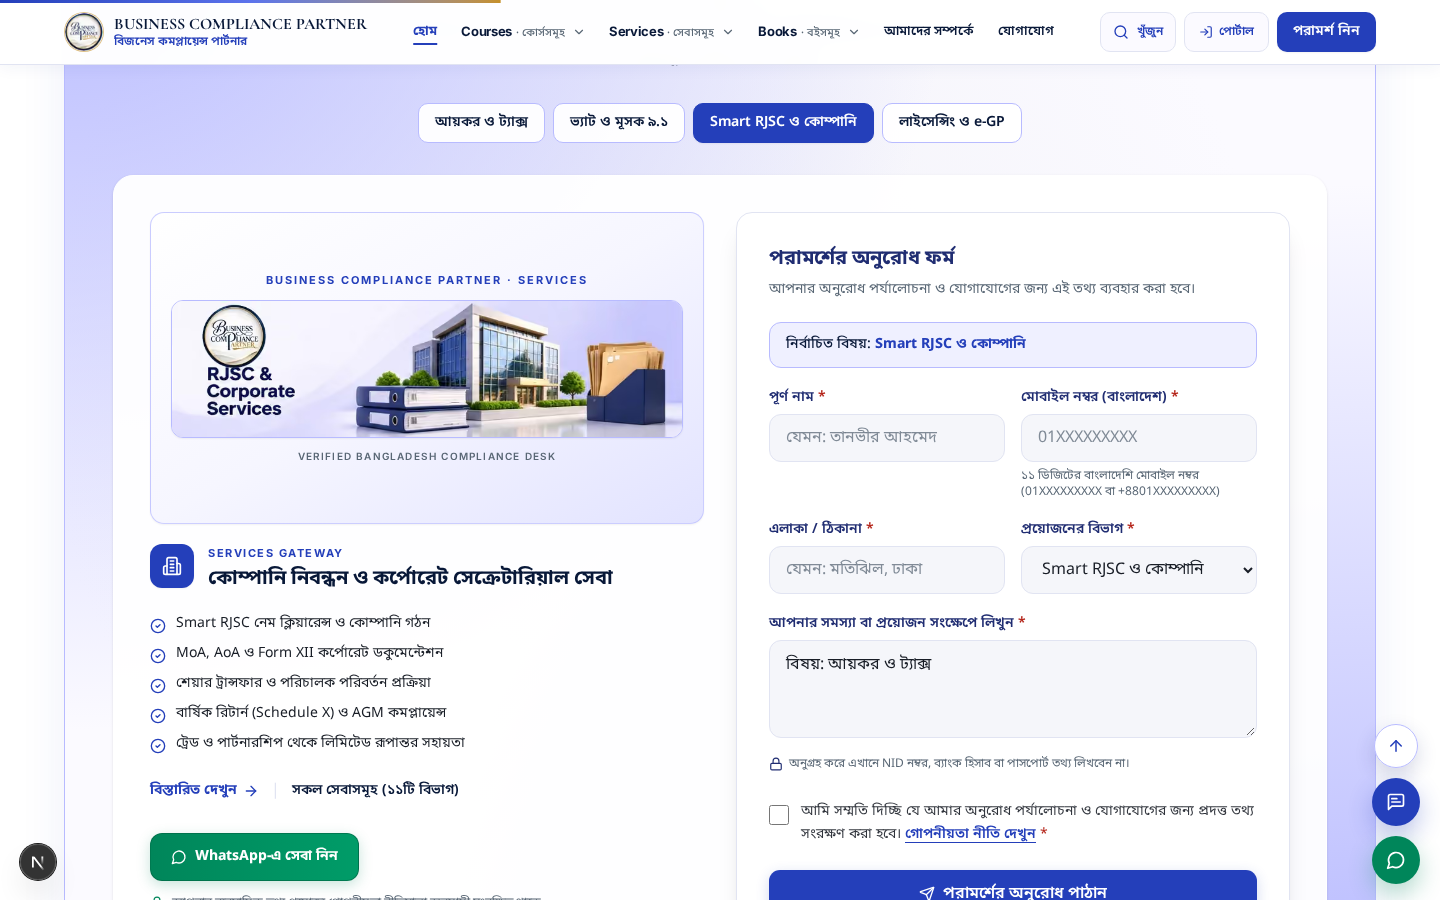 BUSINESS COMPLIANCE PARTNER
বিজনেস কমপ্লায়েন্স পার্টনার
হোম
Courses · কোর্সসমূহ
Services · সেবাসমূহ
Books · বইসমূহ
আমাদের সম্পর্কে
যোগাযোগ
খুঁজুন
পোর্টাল
পরামর্শ নিন
আয়কর ও ট্যাক্স
ভ্যাট ও মূসক ৯.১
Smart RJSC ও কোম্পানি
লাইসেন্সিং ও e-GP
BUSINESS COMPLIANCE PARTNER · SERVICES
BUSINESS
COMPLIANCE
PARTNER
RJSC &
Corporate
Services
VERIFIED BANGLADESH COMPLIANCE DESK
SERVICES GATEWAY
কোম্পানি নিবন্ধন ও কর্পোরেট সেক্রেটারিয়াল সেবা
Smart RJSC নেম ক্লিয়ারেন্স ও কোম্পানি গঠন
MoA, AoA ও Form XII কর্পোরেট ডকুমেন্টেশন
শেয়ার ট্রান্সফার ও পরিচালক পরিবর্তন প্রক্রিয়া
বার্ষিক রিটার্ন (Schedule X) ও AGM কমপ্লায়েন্স
ট্রেড ও পার্টনারশিপ থেকে লিমিটেড রূপান্তর সহায়তা
বিস্তারিত দেখুন
সকল সেবাসমূহ (১১টি বিভাগ)
WhatsApp-এ সেবা নিন
পরামর্শের অনুরোধ ফর্ম
আপনার অনুরোধ পর্যালোচনা ও যোগাযোগের জন্য এই তথ্য ব্যবহার করা হবে।
নির্বাচিত বিষয়: Smart RJSC ও কোম্পানি
পূর্ণ নাম *
মোবাইল নম্বর (বাংলাদেশ) *
যেমন: তানভীর আহমেদ
01XXXXXXXXX
১১ ডিজিটের বাংলাদেশি মোবাইল নম্বর
(01XXXXXXXXX বা +8801XXXXXXXXX)
এলাকা / ঠিকানা *
প্রয়োজনের বিভাগ *
যেমন: মতিঝিল, ঢাকা
Smart RJSC ও কোম্পানি
আপনার সমস্যা বা প্রয়োজন সংক্ষেপে লিখুন *
বিষয়: আয়কর ও ট্যাক্স
অনুগ্রহ করে এখানে NID নম্বর, ব্যাংক হিসাব বা পাসপোর্ট তথ্য লিখবেন না।
আমি সম্মতি দিচ্ছি যে আমার অনুরোধ পর্যালোচনা ও যোগাযোগের জন্য প্রদত্ত তথ্য
সংরক্ষণ করা হবে। গোপনীয়তা নীতি দেখুন *
পরামর্শের অনুরোধ পাঠান